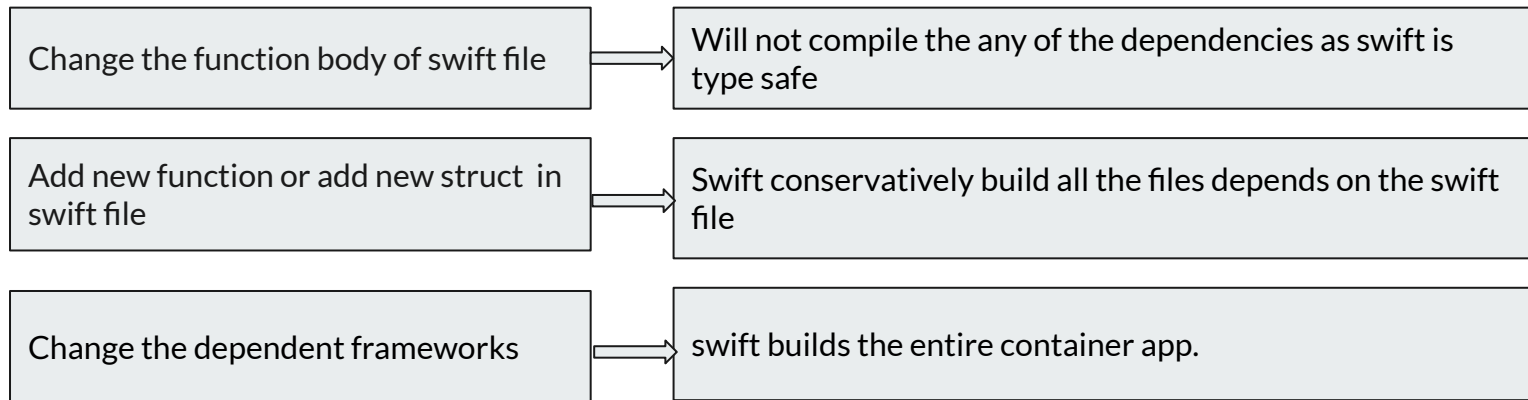 Change the function body of swift file
Will not compile the any of the dependencies as swift is
type safe
Add new function or add new struct in
swift file
Swift conservatively build all the files depends on the swift
file
Change the dependent frameworks
swift builds the entire container app.